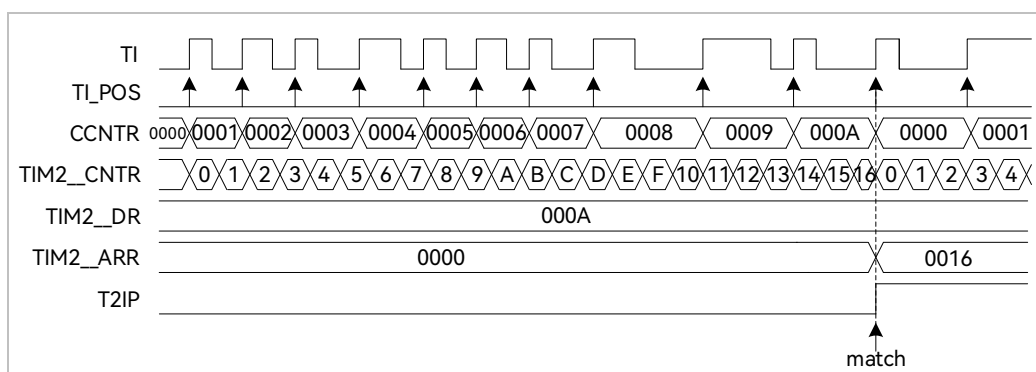 TI
TI_POS
CCNTR 0000 0001 0002 0003 0004 0005 0006 0007 0008 0009 000A 0000 0001
TIM2__CNTR 0 1 2 3 4 5 6 7 8 9 A B C D E F 10 11 12 13 14 15 16 0 1 2 3 4
TIM2__DR 000A
TIM2__ARR 0000 0016
T2IP
match